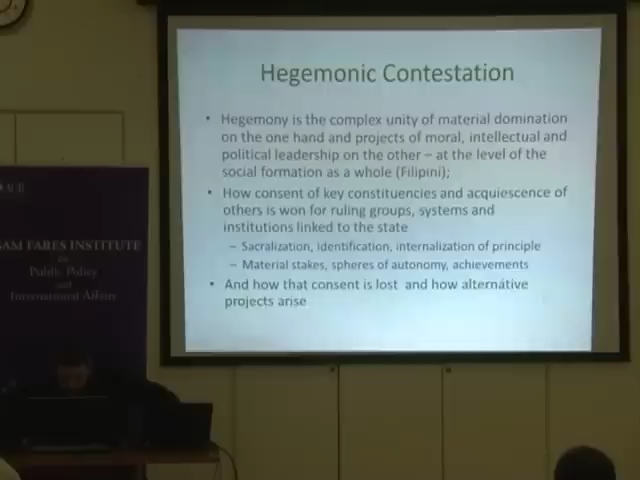 Hegemonic Contestation
• Hegemony is the complex unity of material domination
on the one hand and projects of moral, intellectual and
political leadership on the other – at the level of the
social formation as a whole (Filipini);
• How consent of key constituencies and acquiescence of
others is won for ruling groups, systems and
institutions linked to the state
– Sacralization, identification, internalization of principle
– Material stakes, spheres of autonomy, achievements
• And how that consent is lost and how alternative
projects arise
FARES INSTITUTE
for
Public Policy
and
International Affairs